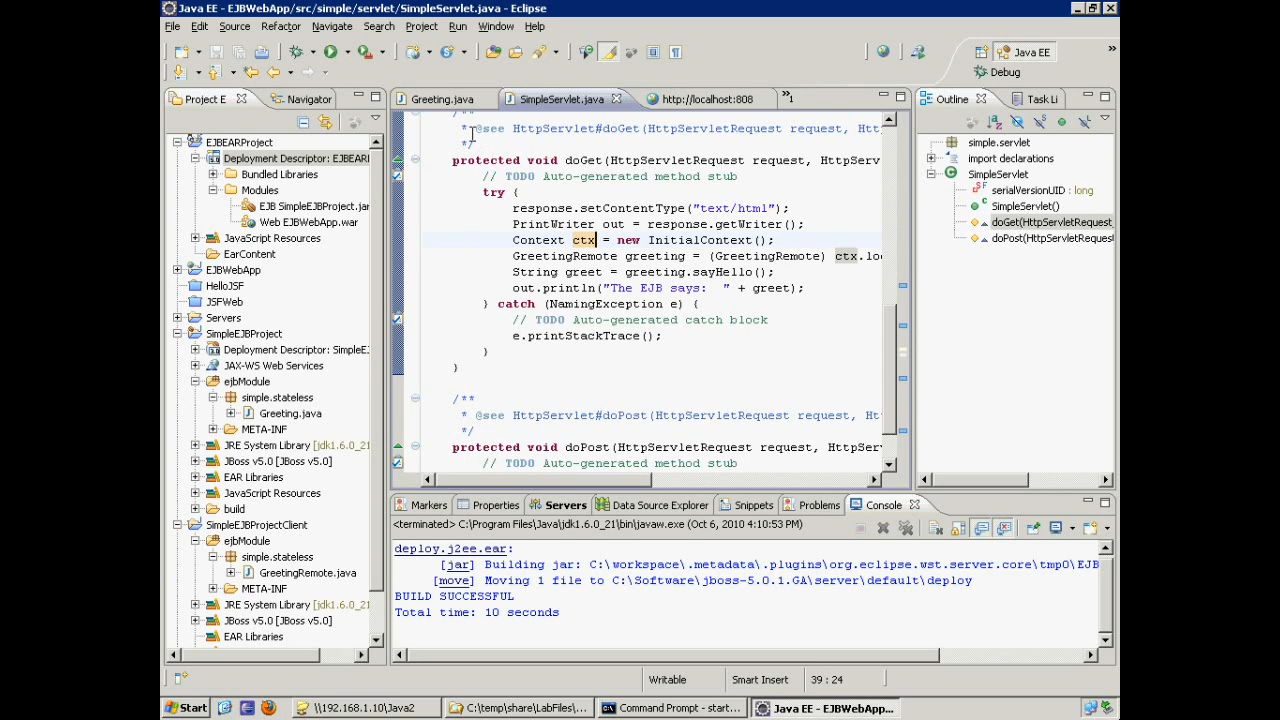 Java EE - EJBWebApp/src/simple/servlet/SimpleServlet.java - Eclipse
File Edit Source Refactor Navigate Search Project Run Window Help
Java EE
Debug
Project E
Navigator
EJBEARProject
Deployment Descriptor: EJBEARI
Bundled Libraries
Modules
EJB SimpleEJBProject.jar
Web EJBWebApp.war
JavaScript Resources
EarContent
EJBWebApp
HelloJSF
JSFWeb
Servers
SimpleEJBProject
Deployment Descriptor: SimpleE
JAX-WS Web Services
ejbModule
simple.stateless
Greeting.java
META-INF
JRE System Library [jdk1.6.0_21
JBoss v5.0 [JBoss v5.0]
EAR Libraries
JavaScript Resources
build
SimpleEJBProjectClient
ejbModule
simple.stateless
GreetingRemote.java
META-INF
JRE System Library [jdk1.6.0_21
JBoss v5.0 [JBoss v5.0]
EAR Libraries
Greeting.java
SimpleServlet.java
http://localhost:808
»1
/**
* @see HttpServlet#doGet(HttpServletRequest request, Htt
*/
protected void doGet(HttpServletRequest request, HttpServ
// TODO Auto-generated method stub
try {
response.setContentType("text/html");
PrintWriter out = response.getWriter();
Context ctx = new InitialContext();
GreetingRemote greeting = (GreetingRemote) ctx.lo
String greet = greeting.sayHello();
out.println("The EJB says:  " + greet);
} catch (NamingException e) {
// TODO Auto-generated catch block
e.printStackTrace();
}
}
/**
* @see HttpServlet#doPost(HttpServletRequest request, Ht
*/
protected void doPost(HttpServletRequest request, HttpSer
// TODO Auto-generated method stub
Outline
Task Li
simple.servlet
import declarations
SimpleServlet
serialVersionUID : long
SimpleServlet()
doGet(HttpServletRequest
doPost(HttpServletRequest
Markers Properties Servers Data Source Explorer Snippets Problems Console
<terminated> C:\Program Files\Java\jdk1.6.0_21\bin\javaw.exe (Oct 6, 2010 4:10:53 PM)
deploy.j2ee.ear:
[jar] Building jar: C:\workspace\.metadata\.plugins\org.eclipse.wst.server.core\tmp0\EJB
[move] Moving 1 file to C:\Software\jboss-5.0.1.GA\server\default\deploy
BUILD SUCCESSFUL
Total time: 10 seconds
Writable
Smart Insert
39 : 24
Start
\\192.168.1.10\Java2
C:\temp\share\LabFiles\...
Command Prompt - start...
Java EE - EJBWebApp...